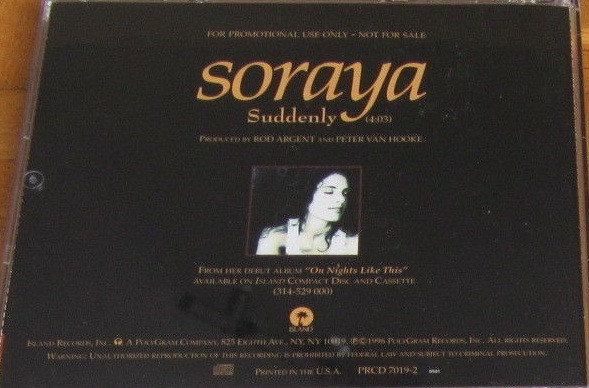 FOR PROMOTIONAL USE ONLY - NOT FOR SALE
soraya
Suddenly (4:03)
PRODUCED BY ROD ARGENT AND PETER VAN HOOKE
FROM HER DEBUT ALBUM "On Nights Like This"
AVAILABLE ON ISLAND COMPACT DISC AND CASSETTE
(314-529 000)
ISLAND
ISLAND RECORDS, INC. A POLYGRAM COMPANY, 825 EIGHTH AVE., NY, NY 10019 ℗©1996 POLYGRAM RECORDS, INC. ALL RIGHTS RESERVED.
WARNING: UNAUTHORIZED REPRODUCTION OF THIS RECORDING IS PROHIBITED BY FEDERAL LAW AND SUBJECT TO CRIMINAL PROSECUTION.
PRINTED IN THE U.S.A. PRCD 7019-2